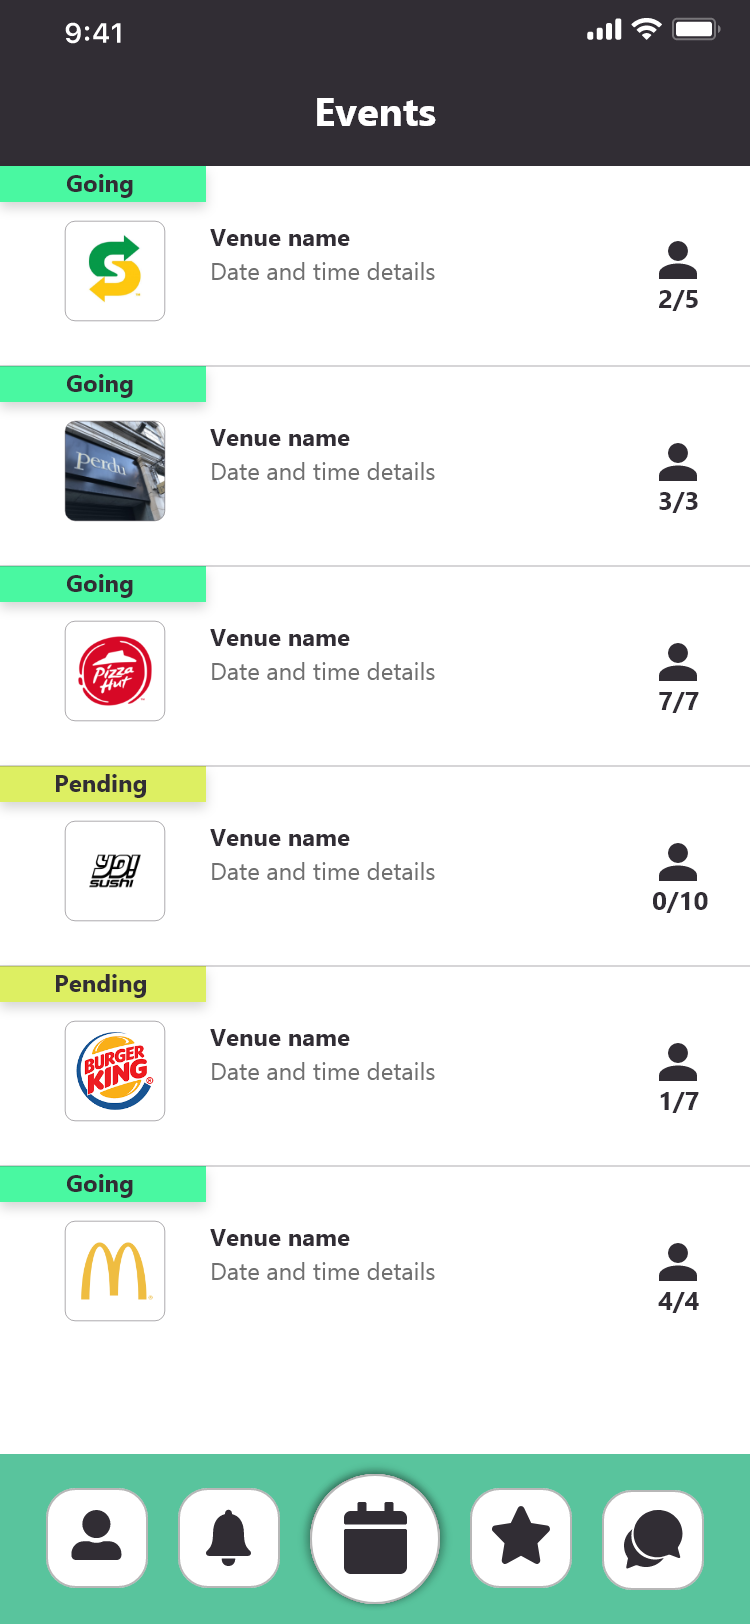 9:41
Events
Going
Venue name
Date and time details
2/5
Going
perdu
Venue name
Date and time details
3/3
Going
Pizza
Hut
Venue name
Date and time details
7/7
Pending
YO!
sushi
Venue name
Date and time details
0/10
Pending
BURGER
KING®
Venue name
Date and time details
1/7
Going
Venue name
Date and time details
4/4